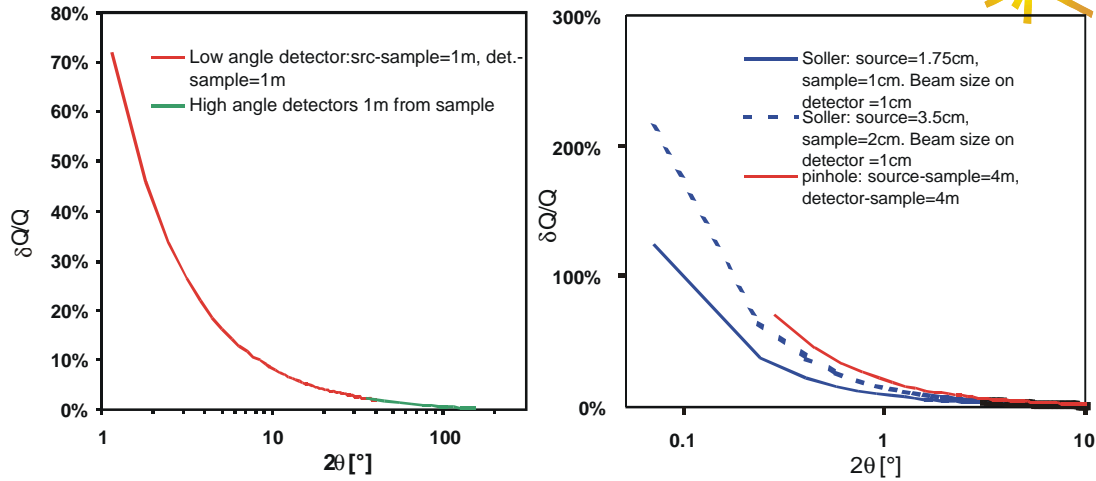 80%
70%
60%
50%
40%
30%
20%
10%
0%
δQ/Q
1
10
100
2θ [°]
Low angle detector:src-sample=1m, det.-
sample=1m
High angle detectors 1m from sample
300%
200%
100%
0%
δQ/Q
0.1
1
10
2θ [°]
Soller: source=1.75cm,
sample=1cm. Beam size on
detector =1cm
Soller: source=3.5cm,
sample=2cm. Beam size on
detector =1cm
pinhole: source-sample=4m,
detector-sample=4m